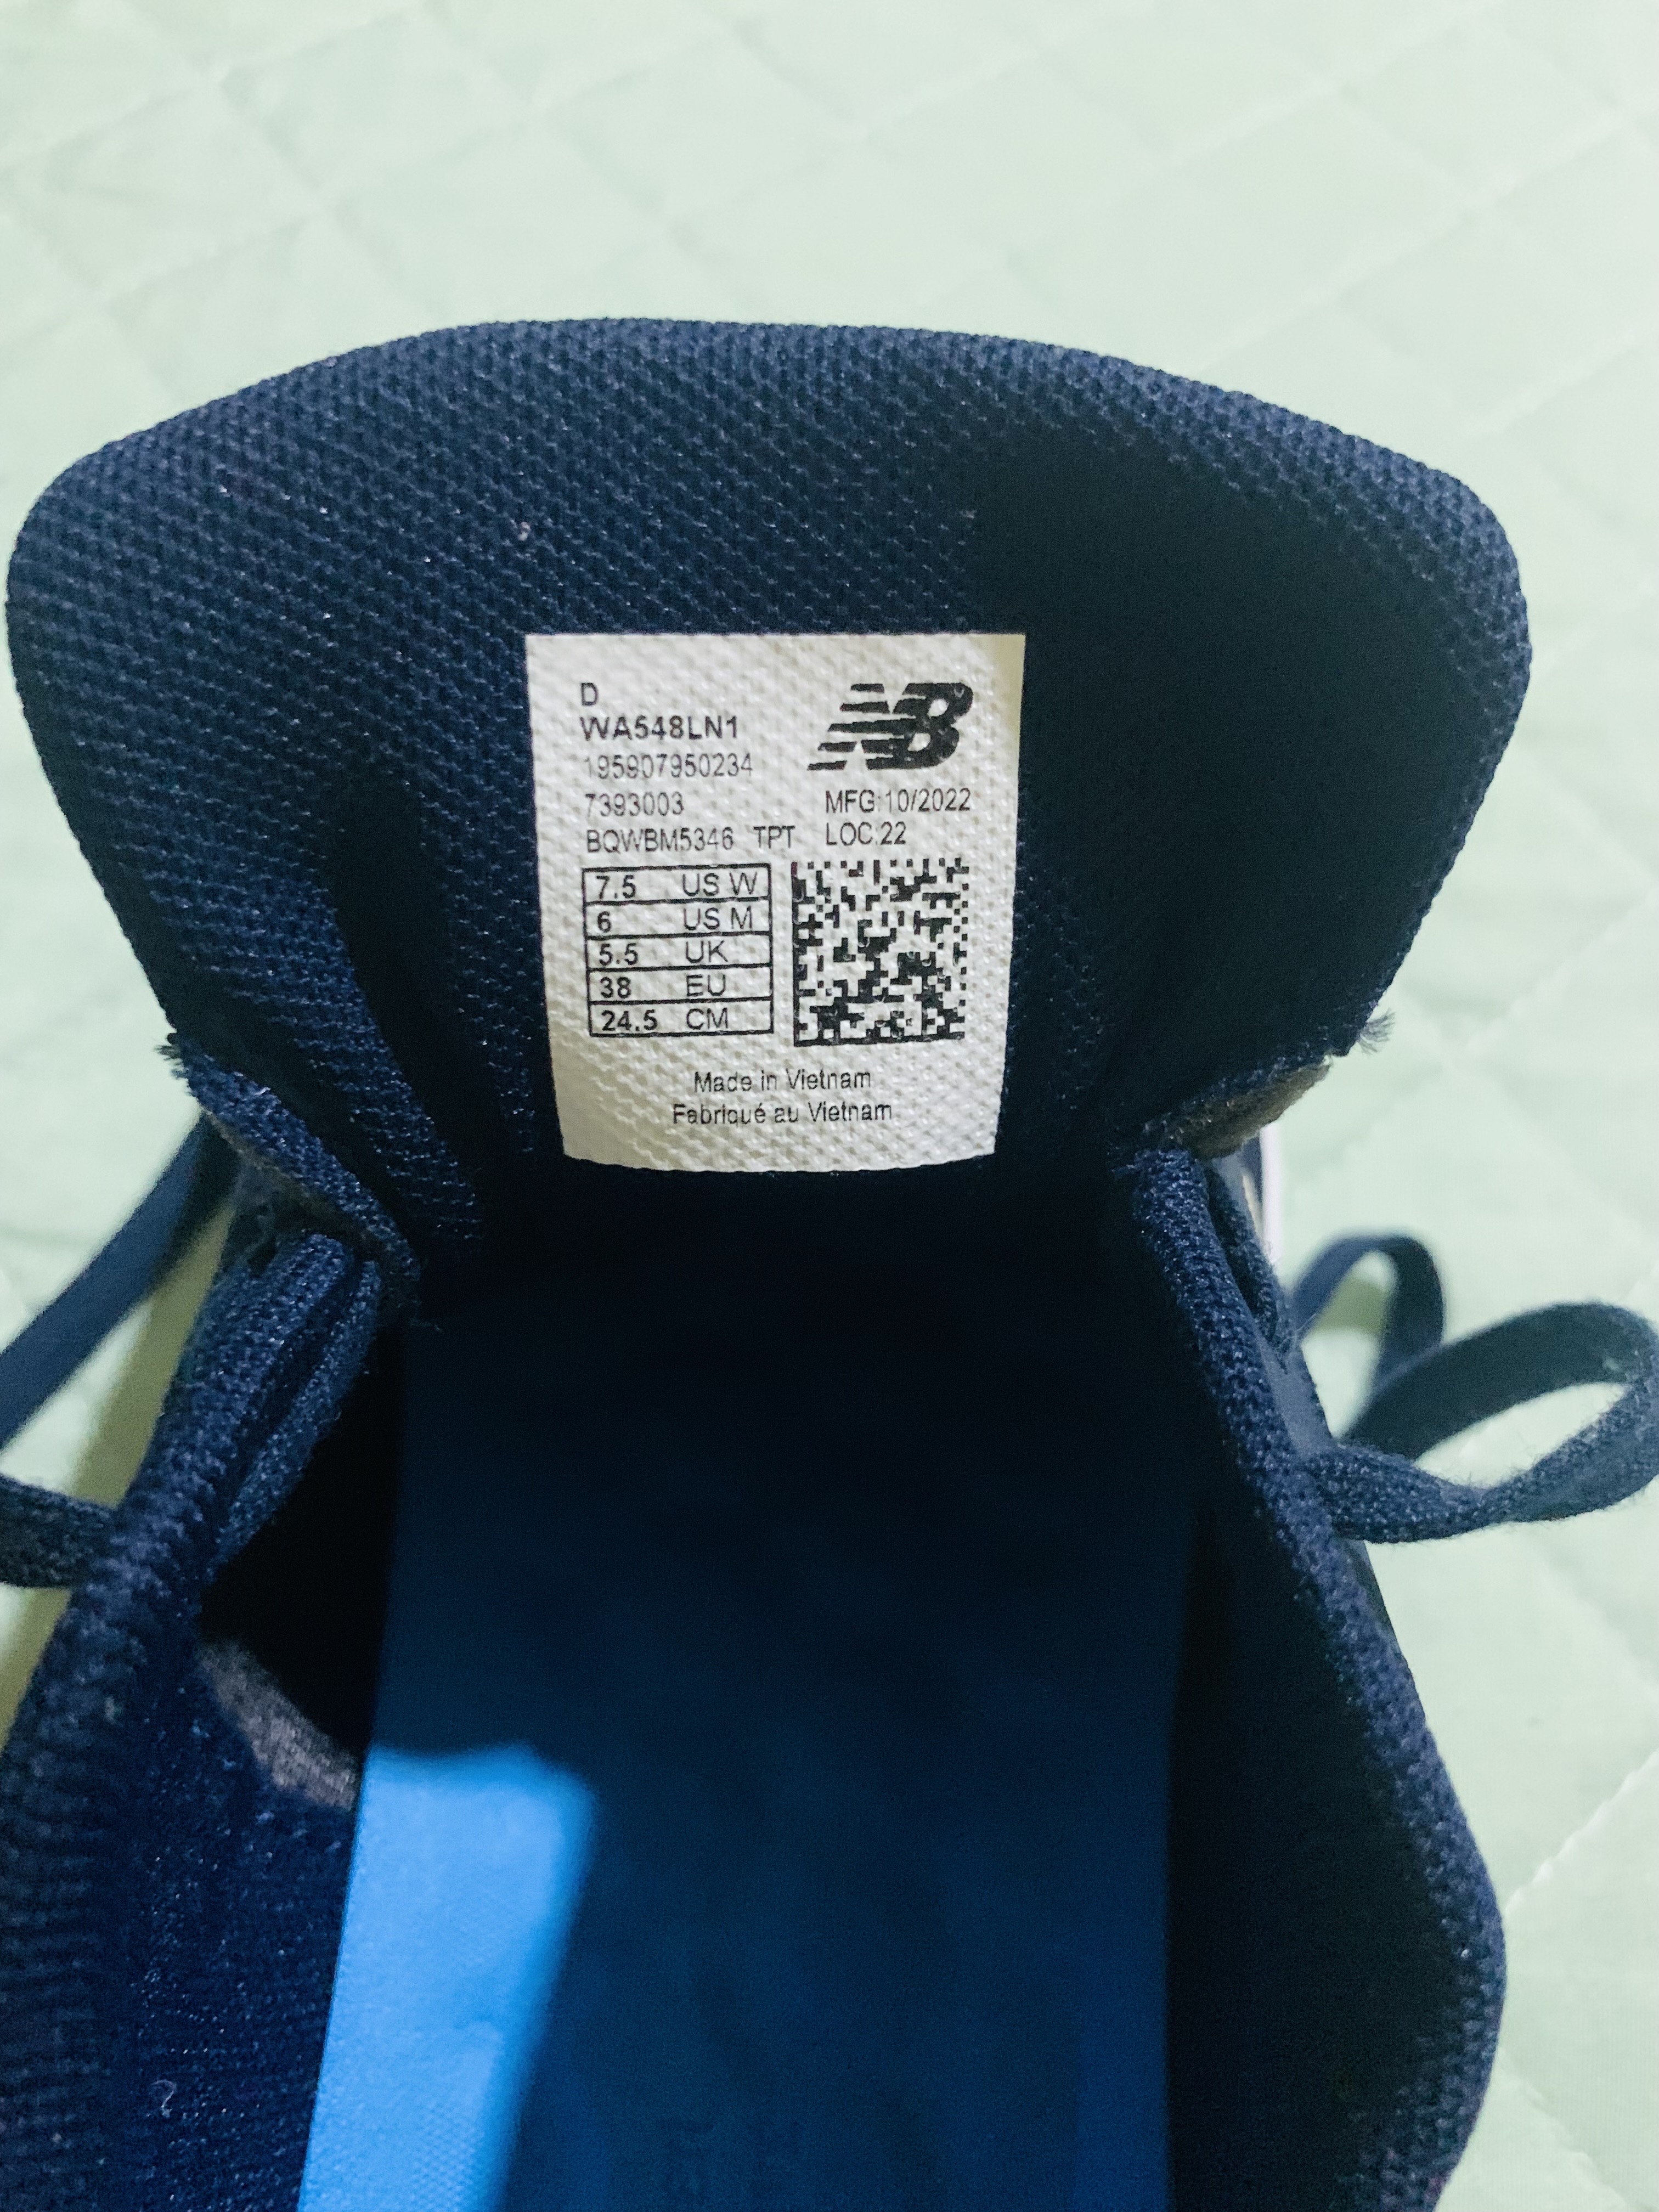 D
WA548LN1
NB
195907950234
7393003 MFG:10/2022
BQWBM5346 TPT LOC:22
7.5 US W
6 US M
5.5 UK
38 EU
24.5 CM
Made in Vietnam
Fabriqué au Vietnam